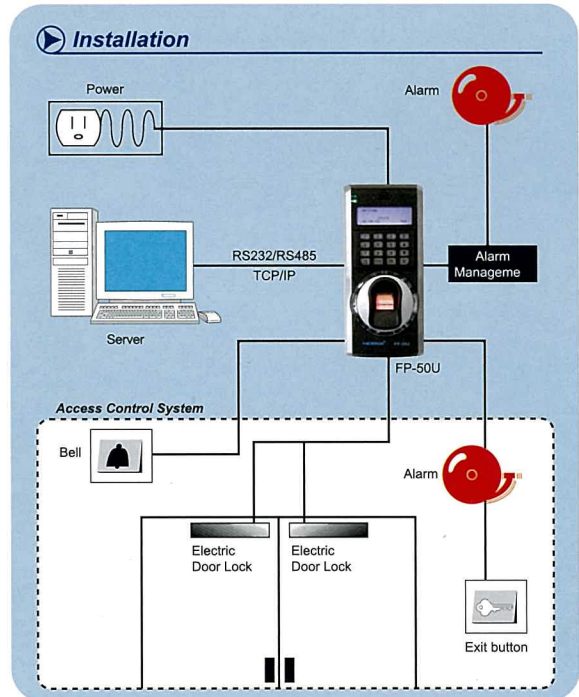 Installation
Power
Alarm
RS232/RS485
TCP/IP
Alarm
Manageme
Server
FP-50U
Access Control System
Bell
Alarm
Electric
Door Lock
Electric
Door Lock
Exit button